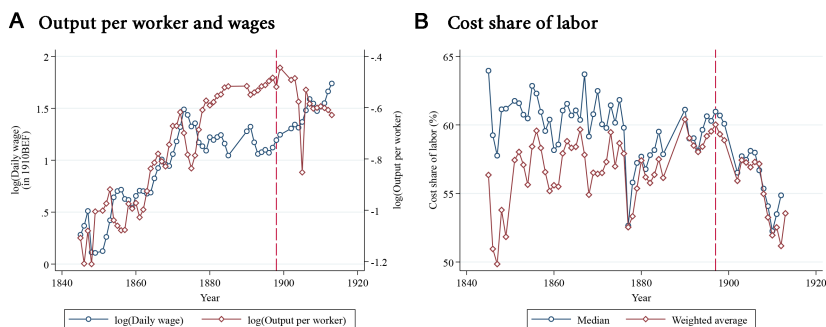 A Output per worker and wages
log(Daily wage)
(in 1910BEF)
2
1.5
1
.5
0
-.4
-.6
-.8
-1
-1.2
log(Output per worker)
1840 1860 1880 1900 1920
Year
log(Daily wage) log(Output per worker)
B Cost share of labor
Cost share of labor (%)
65
60
55
50
1840 1860 1880 1900 1920
Year
Median Weighted average